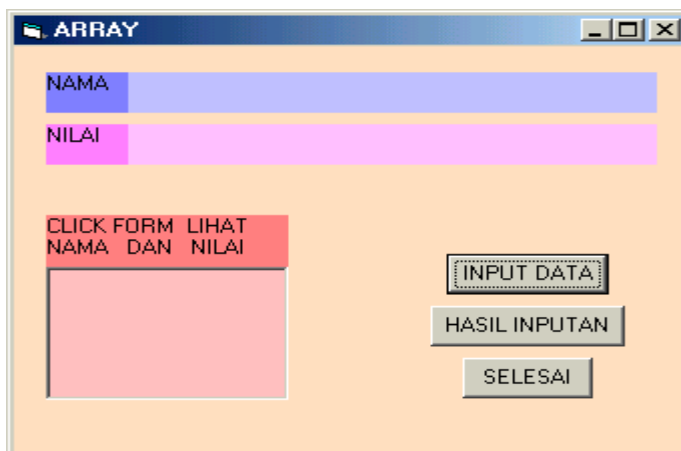 ARRAY
NAMA
NILAI
CLICK FORM LIHAT
NAMA DAN NILAI
INPUT DATA
HASIL INPUTAN
SELESAI